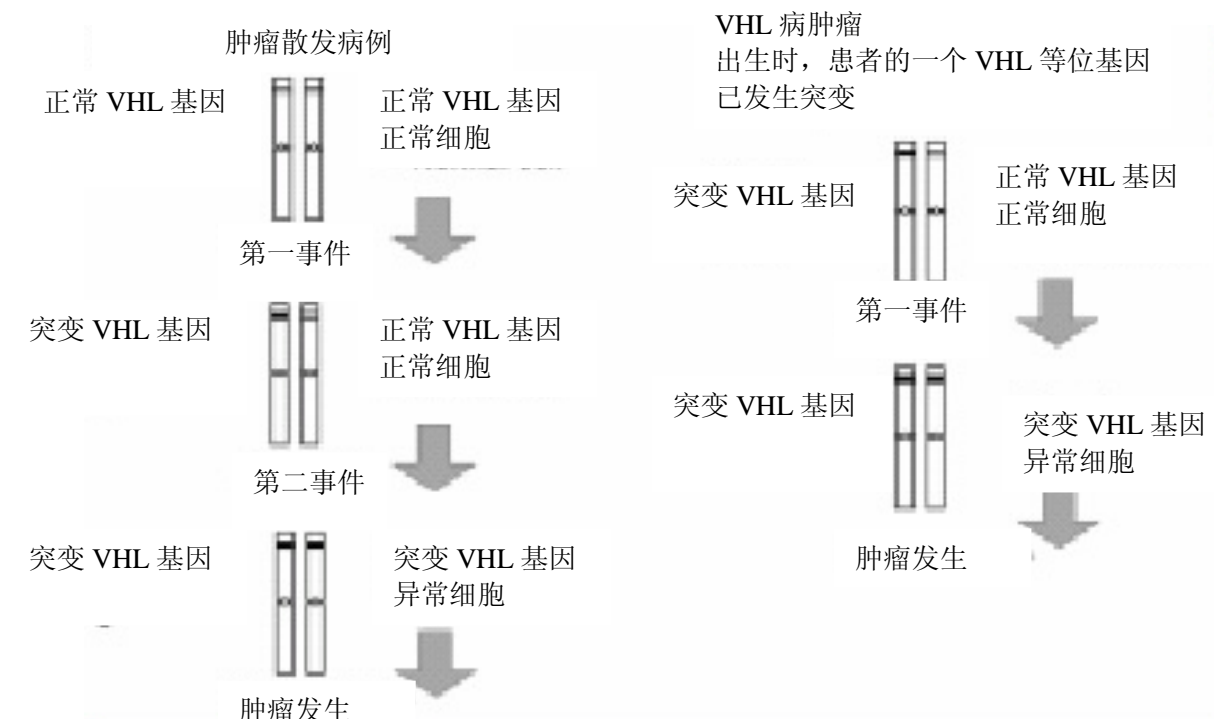 肿瘤散发病例
正常 VHL 基因
正常 VHL 基因
正常细胞
第一事件
突变 VHL 基因
正常 VHL 基因
正常细胞
第二事件
突变 VHL 基因
突变 VHL 基因
异常细胞
肿瘤发生
VHL 病肿瘤
出生时，患者的一个 VHL 等位基因
已发生突变
突变 VHL 基因
正常 VHL 基因
正常细胞
第一事件
突变 VHL 基因
突变 VHL 基因
异常细胞
肿瘤发生